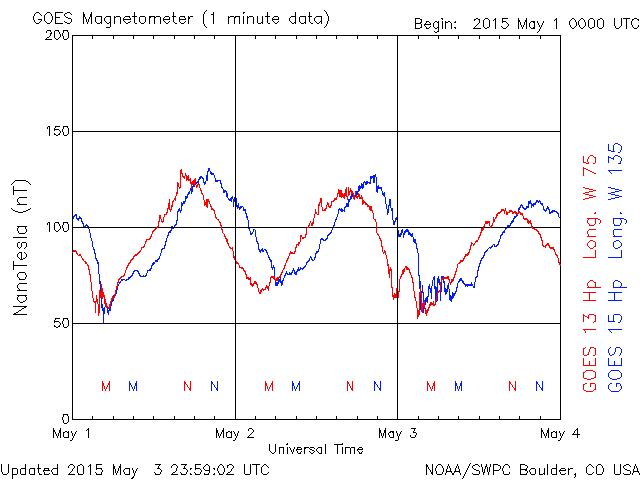 GOES Magnetometer (1 minute data)
Begin: 2015 May 1 0000 UTC
200
150
100
50
0
NanoTesla (nT)
M M N N M M N N M M N N
May 1 May 2 May 3 May 4
Universal Time
GOES 13 Hp Long. W 75
GOES 15 Hp Long. W 135
Updated 2015 May 3 23:59:02 UTC
NOAA/SWPC Boulder, CO USA